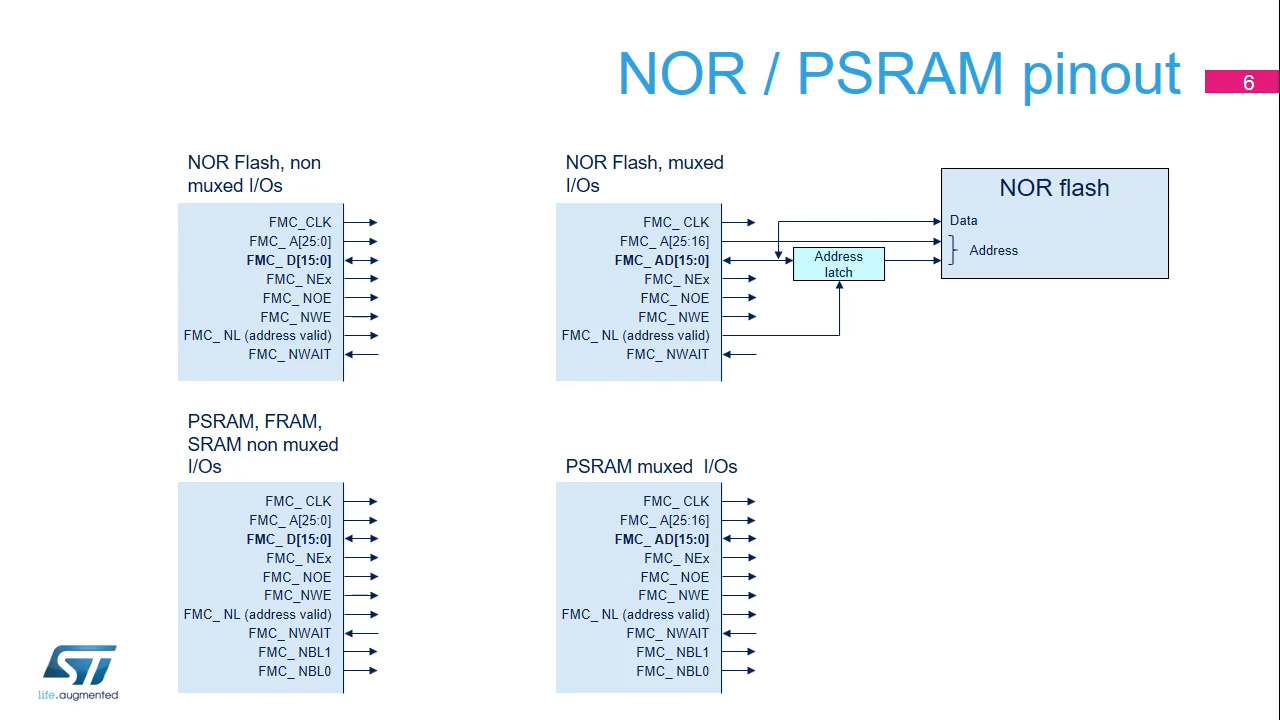 NOR / PSRAM pinout
6
NOR Flash, non
muxed I/Os
FMC_CLK
FMC_ A[25:0]
FMC_ D[15:0]
FMC_ NEx
FMC_ NOE
FMC_ NWE
FMC_ NL (address valid)
FMC_ NWAIT
NOR Flash, muxed
I/Os
FMC_ CLK
FMC_ A[25:16]
FMC_ AD[15:0]
FMC_ NEx
FMC_ NOE
FMC_ NWE
FMC_ NL (address valid)
FMC_ NWAIT
Address
latch
NOR flash
Data
Address
PSRAM, FRAM,
SRAM non muxed
I/Os
FMC_ CLK
FMC_ A[25:0]
FMC_ D[15:0]
FMC_ NEx
FMC_ NOE
FMC_NWE
FMC_ NL (address valid)
FMC_ NWAIT
FMC_ NBL1
FMC_ NBL0
PSRAM muxed  I/Os
FMC_ CLK
FMC_ A[25:16]
FMC_ AD[15:0]
FMC_ NEx
FMC_ NOE
FMC_ NWE
FMC_ NL (address valid)
FMC_ NWAIT
FMC_ NBL1
FMC_ NBL0
ST
life.augmented